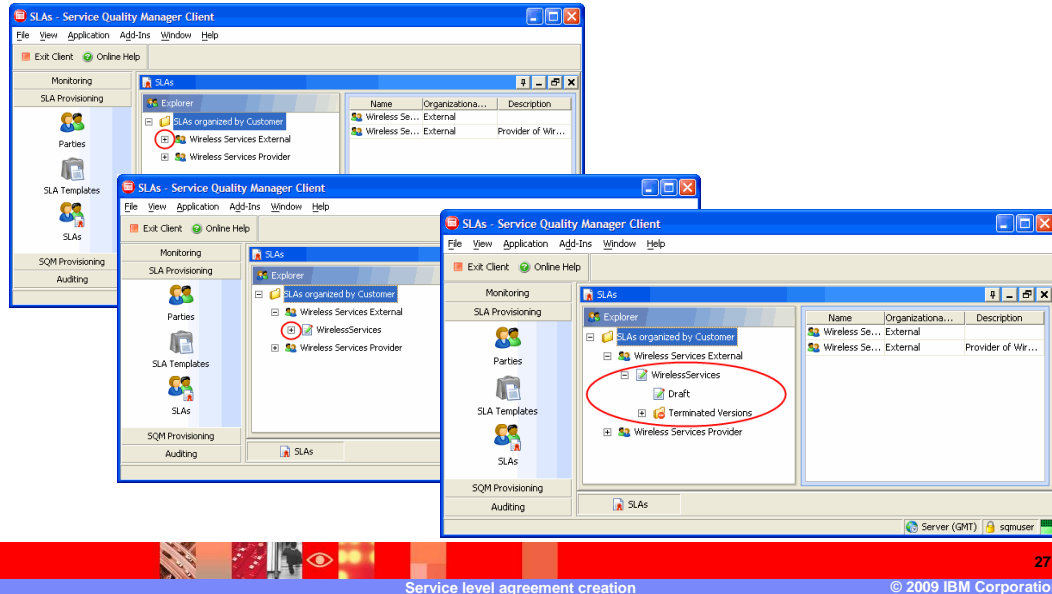 SLAs - Service Quality Manager Client
File View Application Add-Ins Window Help
Exit Client Online Help
Monitoring
SLA Provisioning
Parties
SLA Templates
SLAs
SQM Provisioning
Auditing
SLAs
Explorer
SLAs organized by Customer
Wireless Services External
Wireless Services Provider
Name Organizationa... Description
Wireless Se... External
Wireless Se... External Provider of Wir...
SLAs - Service Quality Manager Client
File View Application Add-Ins Window Help
Exit Client Online Help
Monitoring
SLA Provisioning
Parties
SLA Templates
SLAs
SQM Provisioning
Auditing
SLAs
Explorer
SLAs organized by Customer
Wireless Services External
WirelessServices
Wireless Services Provider
SLAs
SLAs - Service Quality Manager Client
File View Application Add-Ins Window Help
Exit Client Online Help
Monitoring
SLA Provisioning
Parties
SLA Templates
SLAs
SQM Provisioning
Auditing
SLAs
Explorer
SLAs organized by Customer
Wireless Services External
WirelessServices
Draft
Terminated Versions
Wireless Services Provider
Name Organizationa... Description
Wireless Se... External
Wireless Se... External Provider of Wir...
SLAs
Server (GMT) sqmuser
27
Service level agreement creation
© 2009 IBM Corporatio